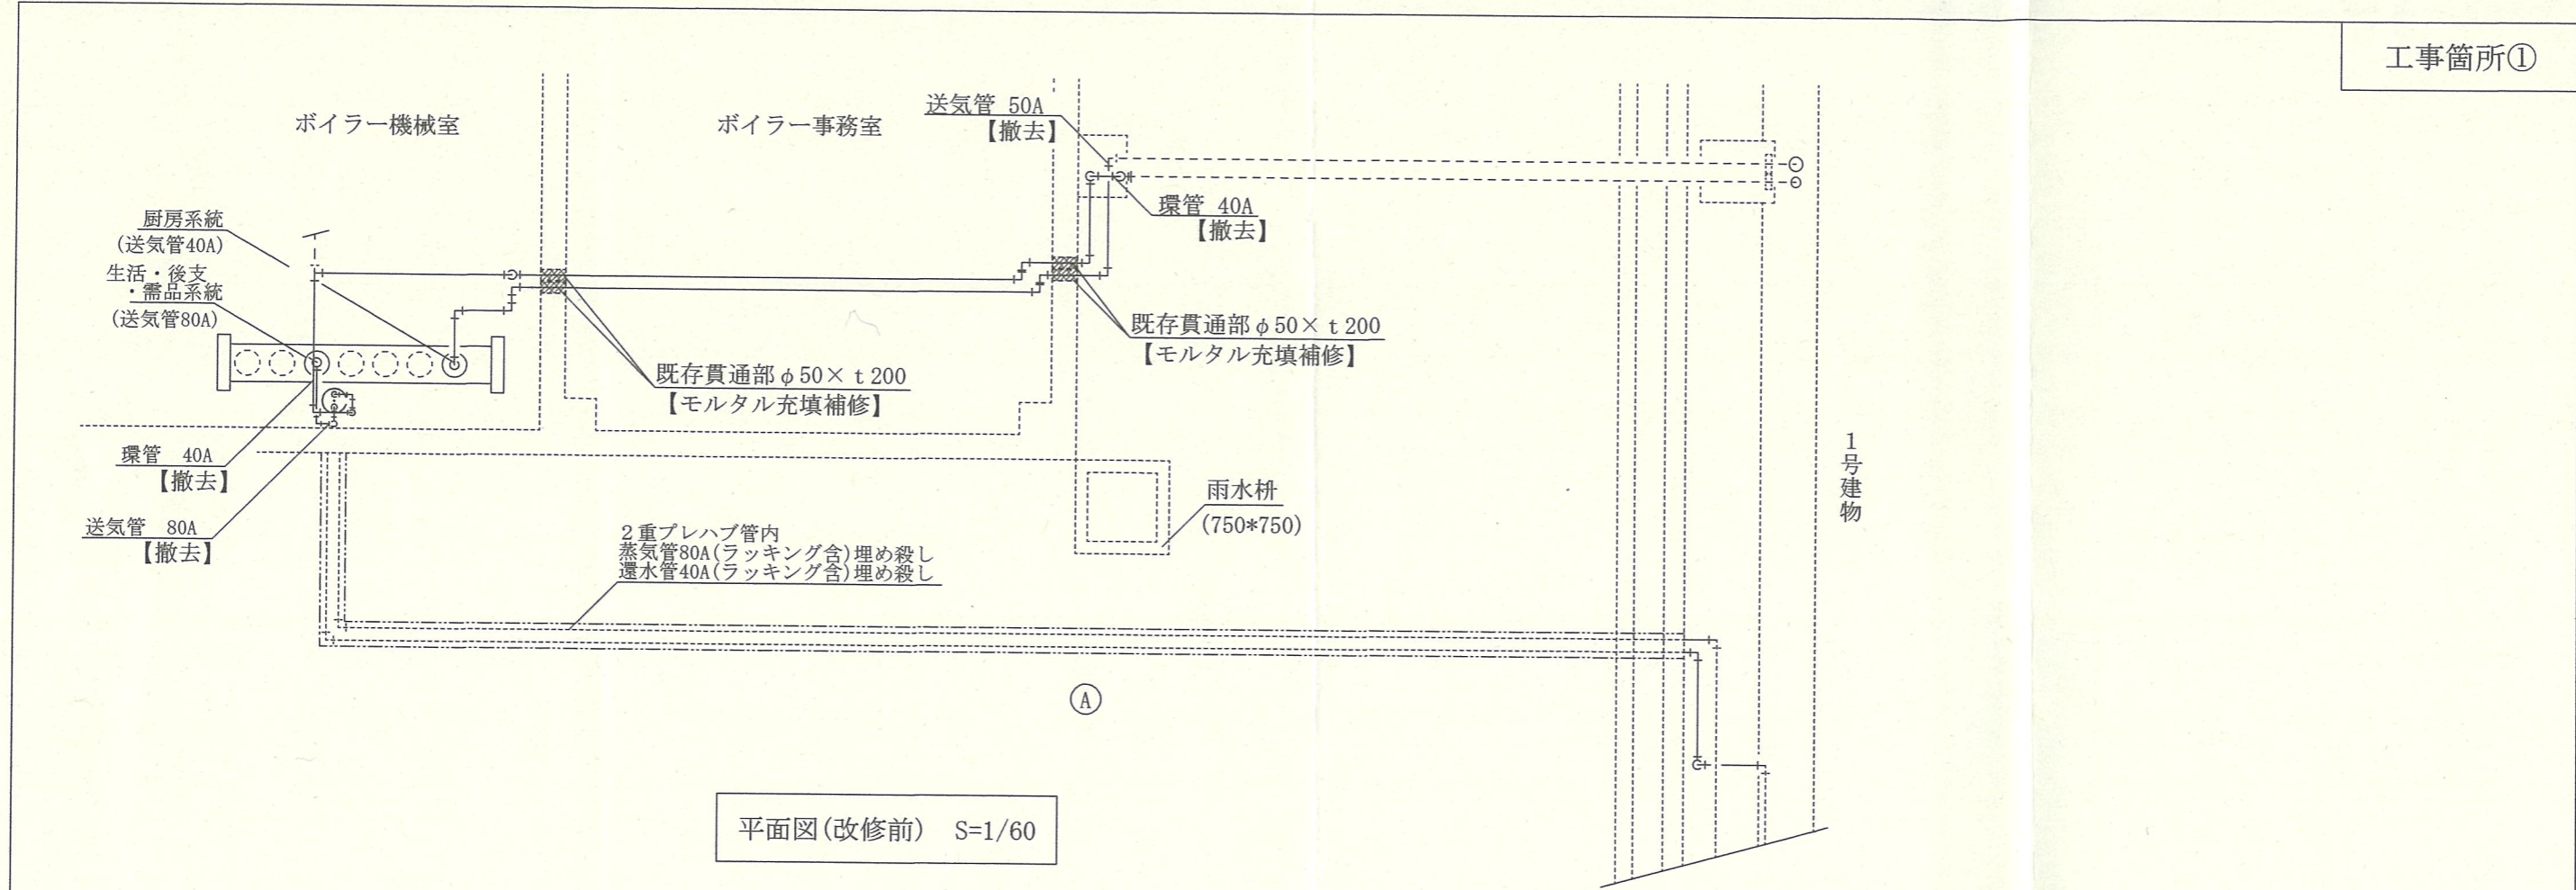 工事箇所①
ボイラー機械室
ボイラー事務室
送気管 50A
【撤去】
環管 40A
【撤去】
厨房系統
(送気管40A)
生活・後支
・需品系統
(送気管80A)
既存貫通部φ50×t200
【モルタル充填補修】
既存貫通部φ50×t200
【モルタル充填補修】
環管 40A
【撤去】
送気管 80A
【撤去】
2重プレハブ管内
蒸気管80A(ラッキング含)埋め殺し
還水管40A(ラッキング含)埋め殺し
雨水枡
(750*750)
1号建物
A
平面図(改修前) S=1/60